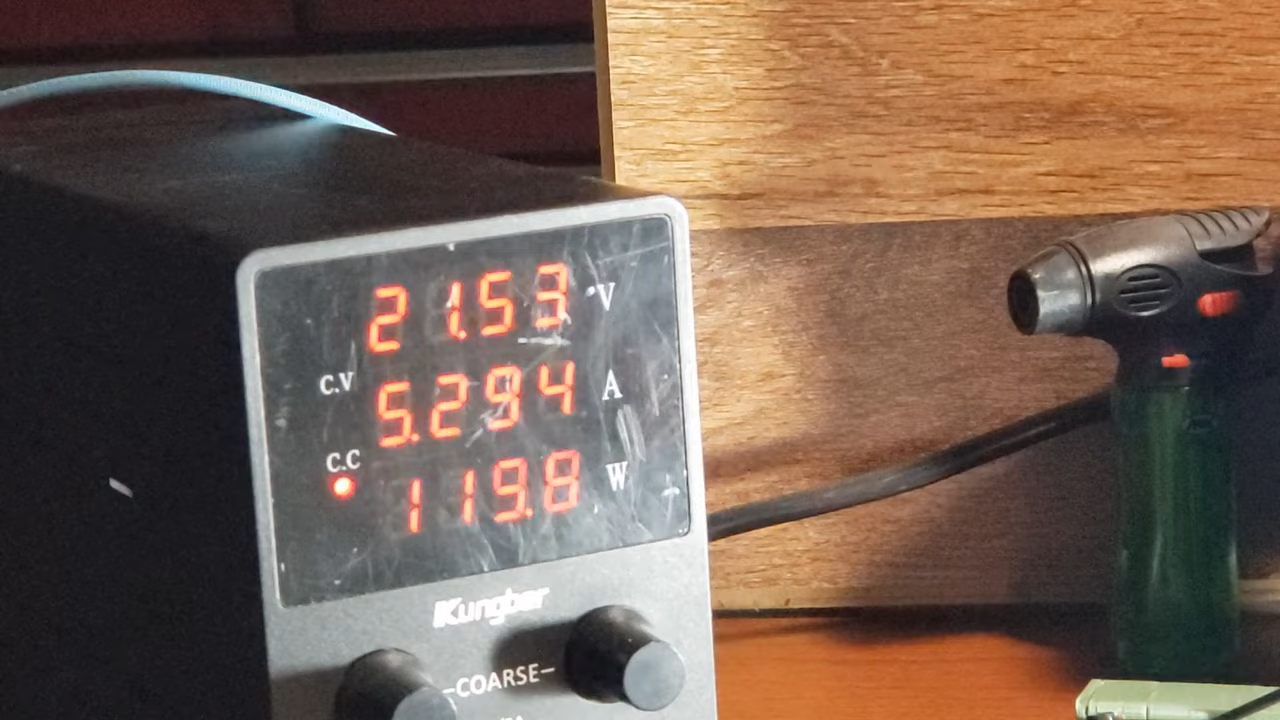 21.53 V
C.V
5.294 A
C.C
119.8 W
Kungber
-COARSE-